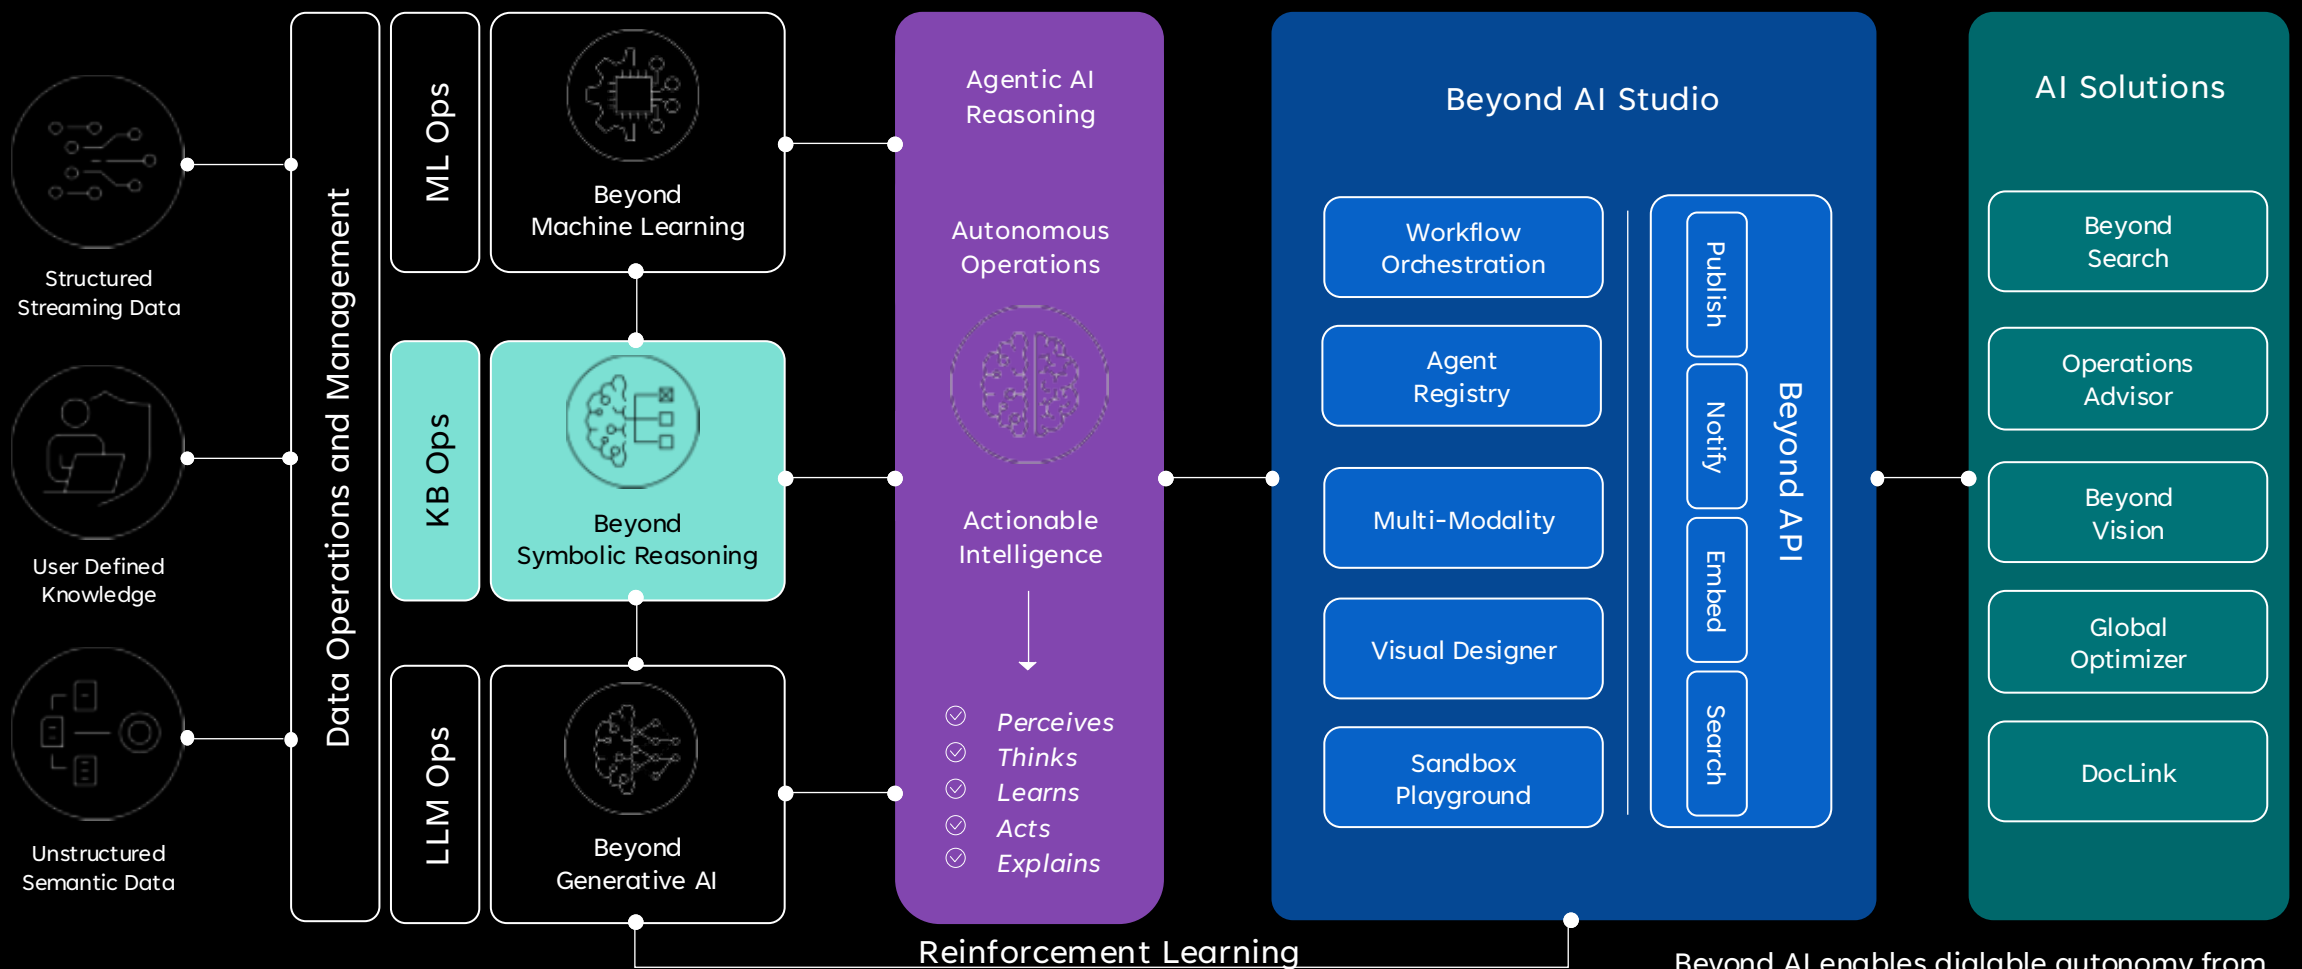 Structured
Streaming Data
User Defined
Knowledge
Unstructured
Semantic Data
Data Operations and Management
ML Ops
KB Ops
LLM Ops
Beyond
Machine Learning
Beyond
Symbolic Reasoning
Beyond
Generative AI
Agentic AI
Reasoning
Autonomous
Operations
Actionable
Intelligence
Perceives
Thinks
Learns
Acts
Explains
Beyond AI Studio
Workflow
Orchestration
Agent
Registry
Multi-Modality
Visual Designer
Sandbox
Playground
Publish
Notify
Embed
Search
Beyond API
AI Solutions
Beyond
Search
Operations
Advisor
Beyond
Vision
Global
Optimizer
DocLink
Reinforcement Learning
Beyond AI enables dialable autonomy from